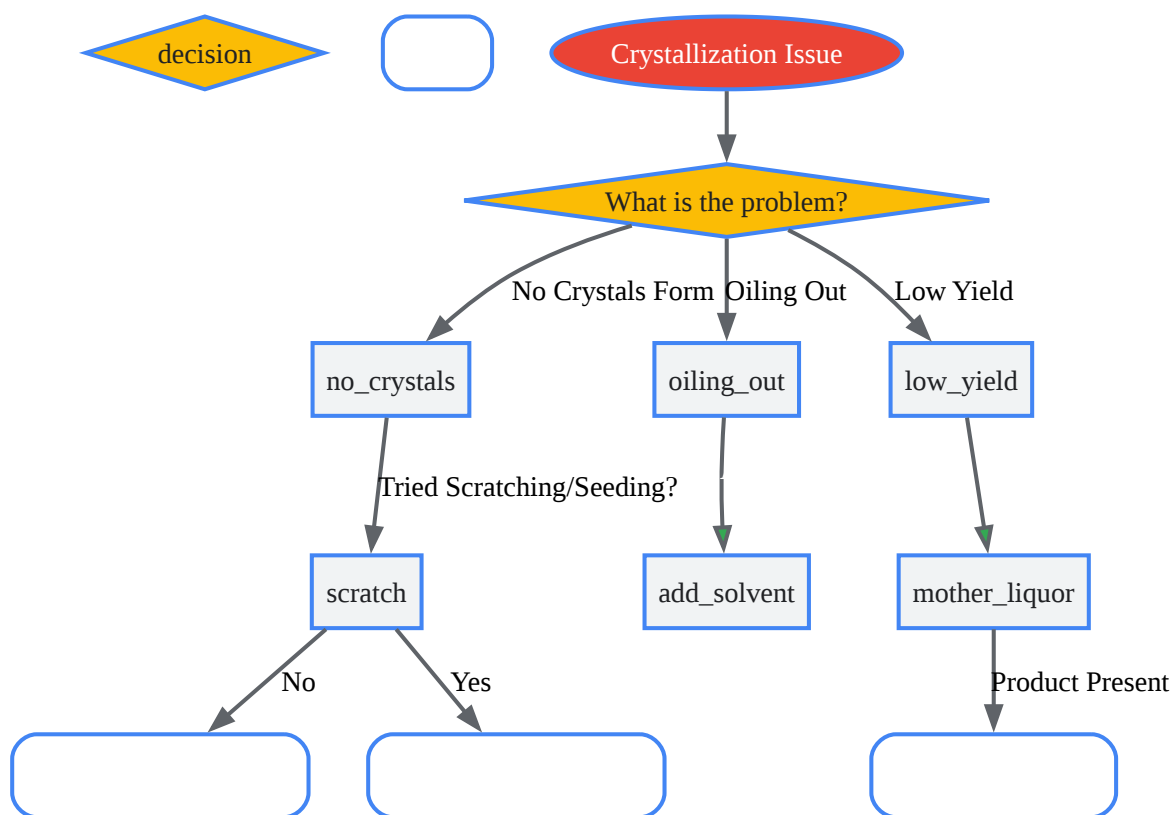 decision
Crystallization Issue
What is the problem?
No Crystals Form
Oiling Out
Low Yield
no_crystals
oiling_out
low_yield
Tried Scratching/Seeding?
scratch
add_solvent
mother_liquor
No
Yes
Product Present